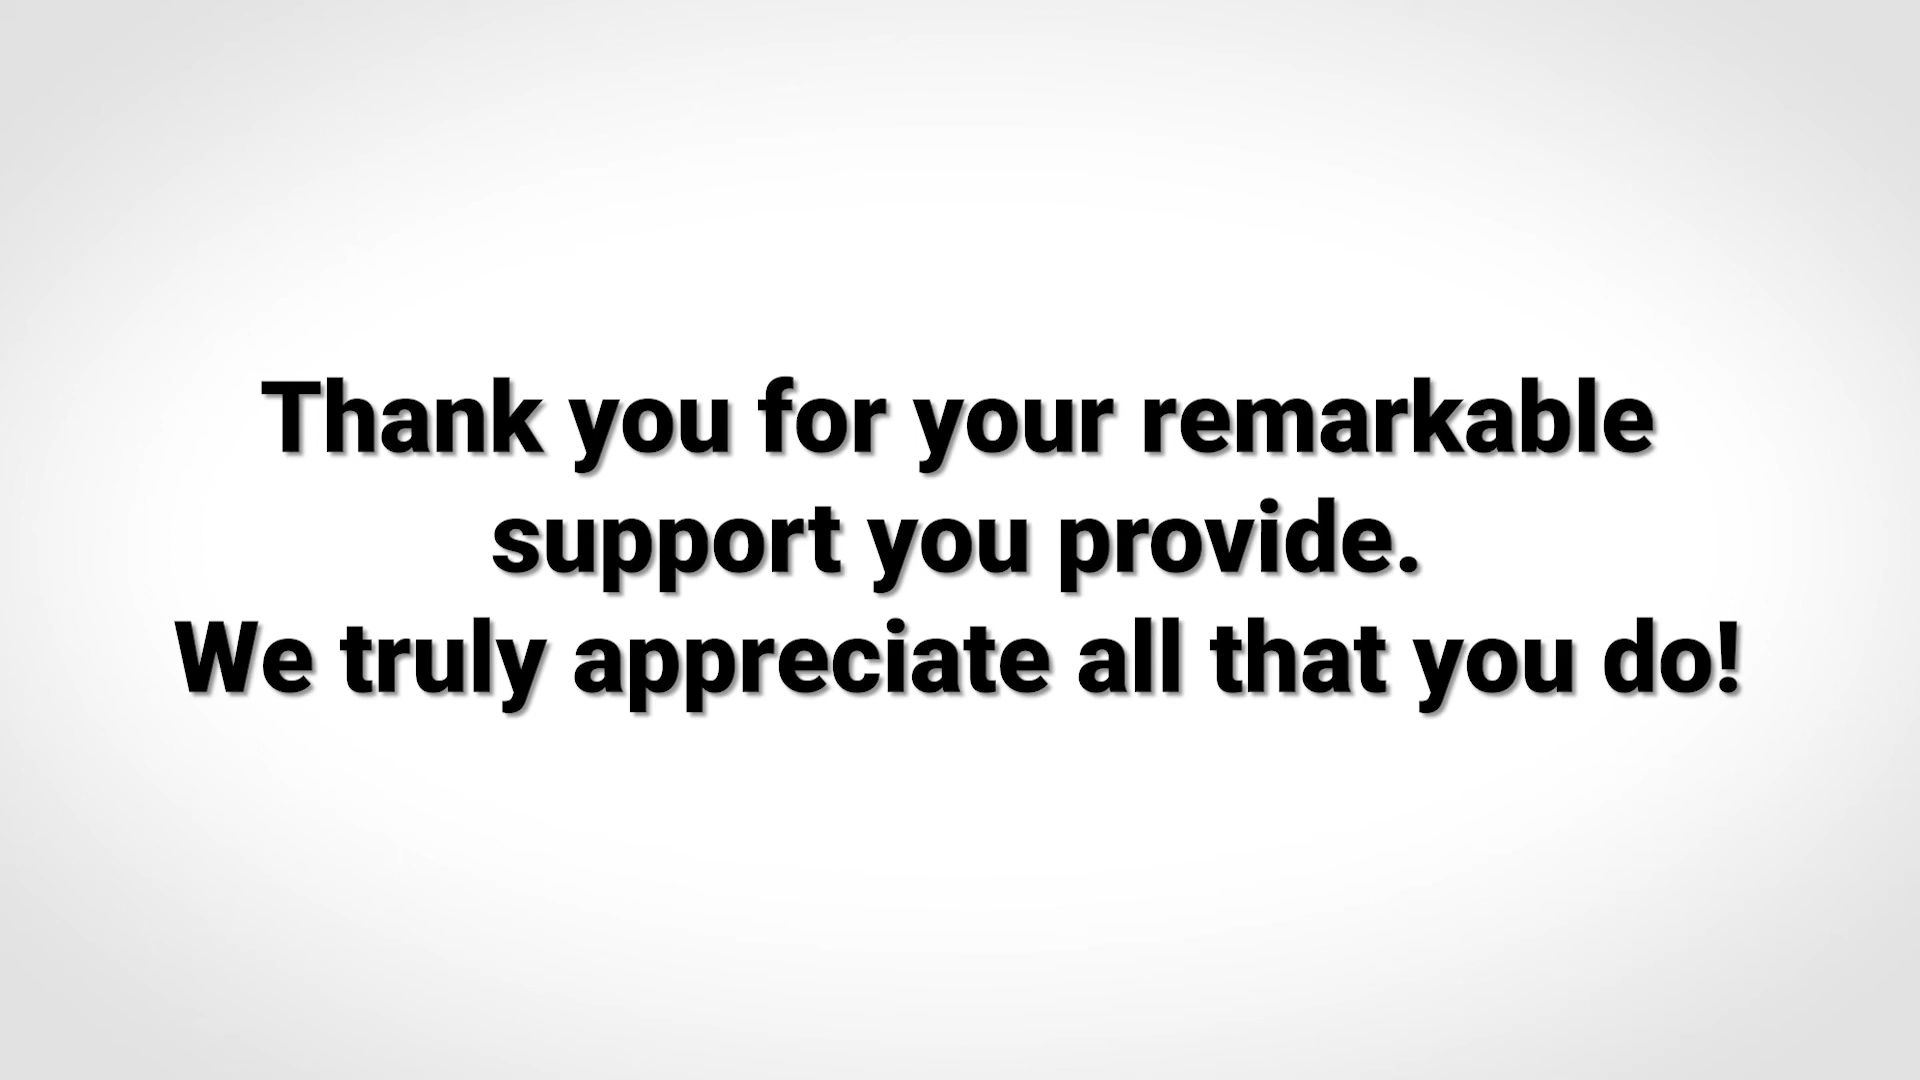 Thank you for your remarkable
support you provide.
We truly appreciate all that you do!